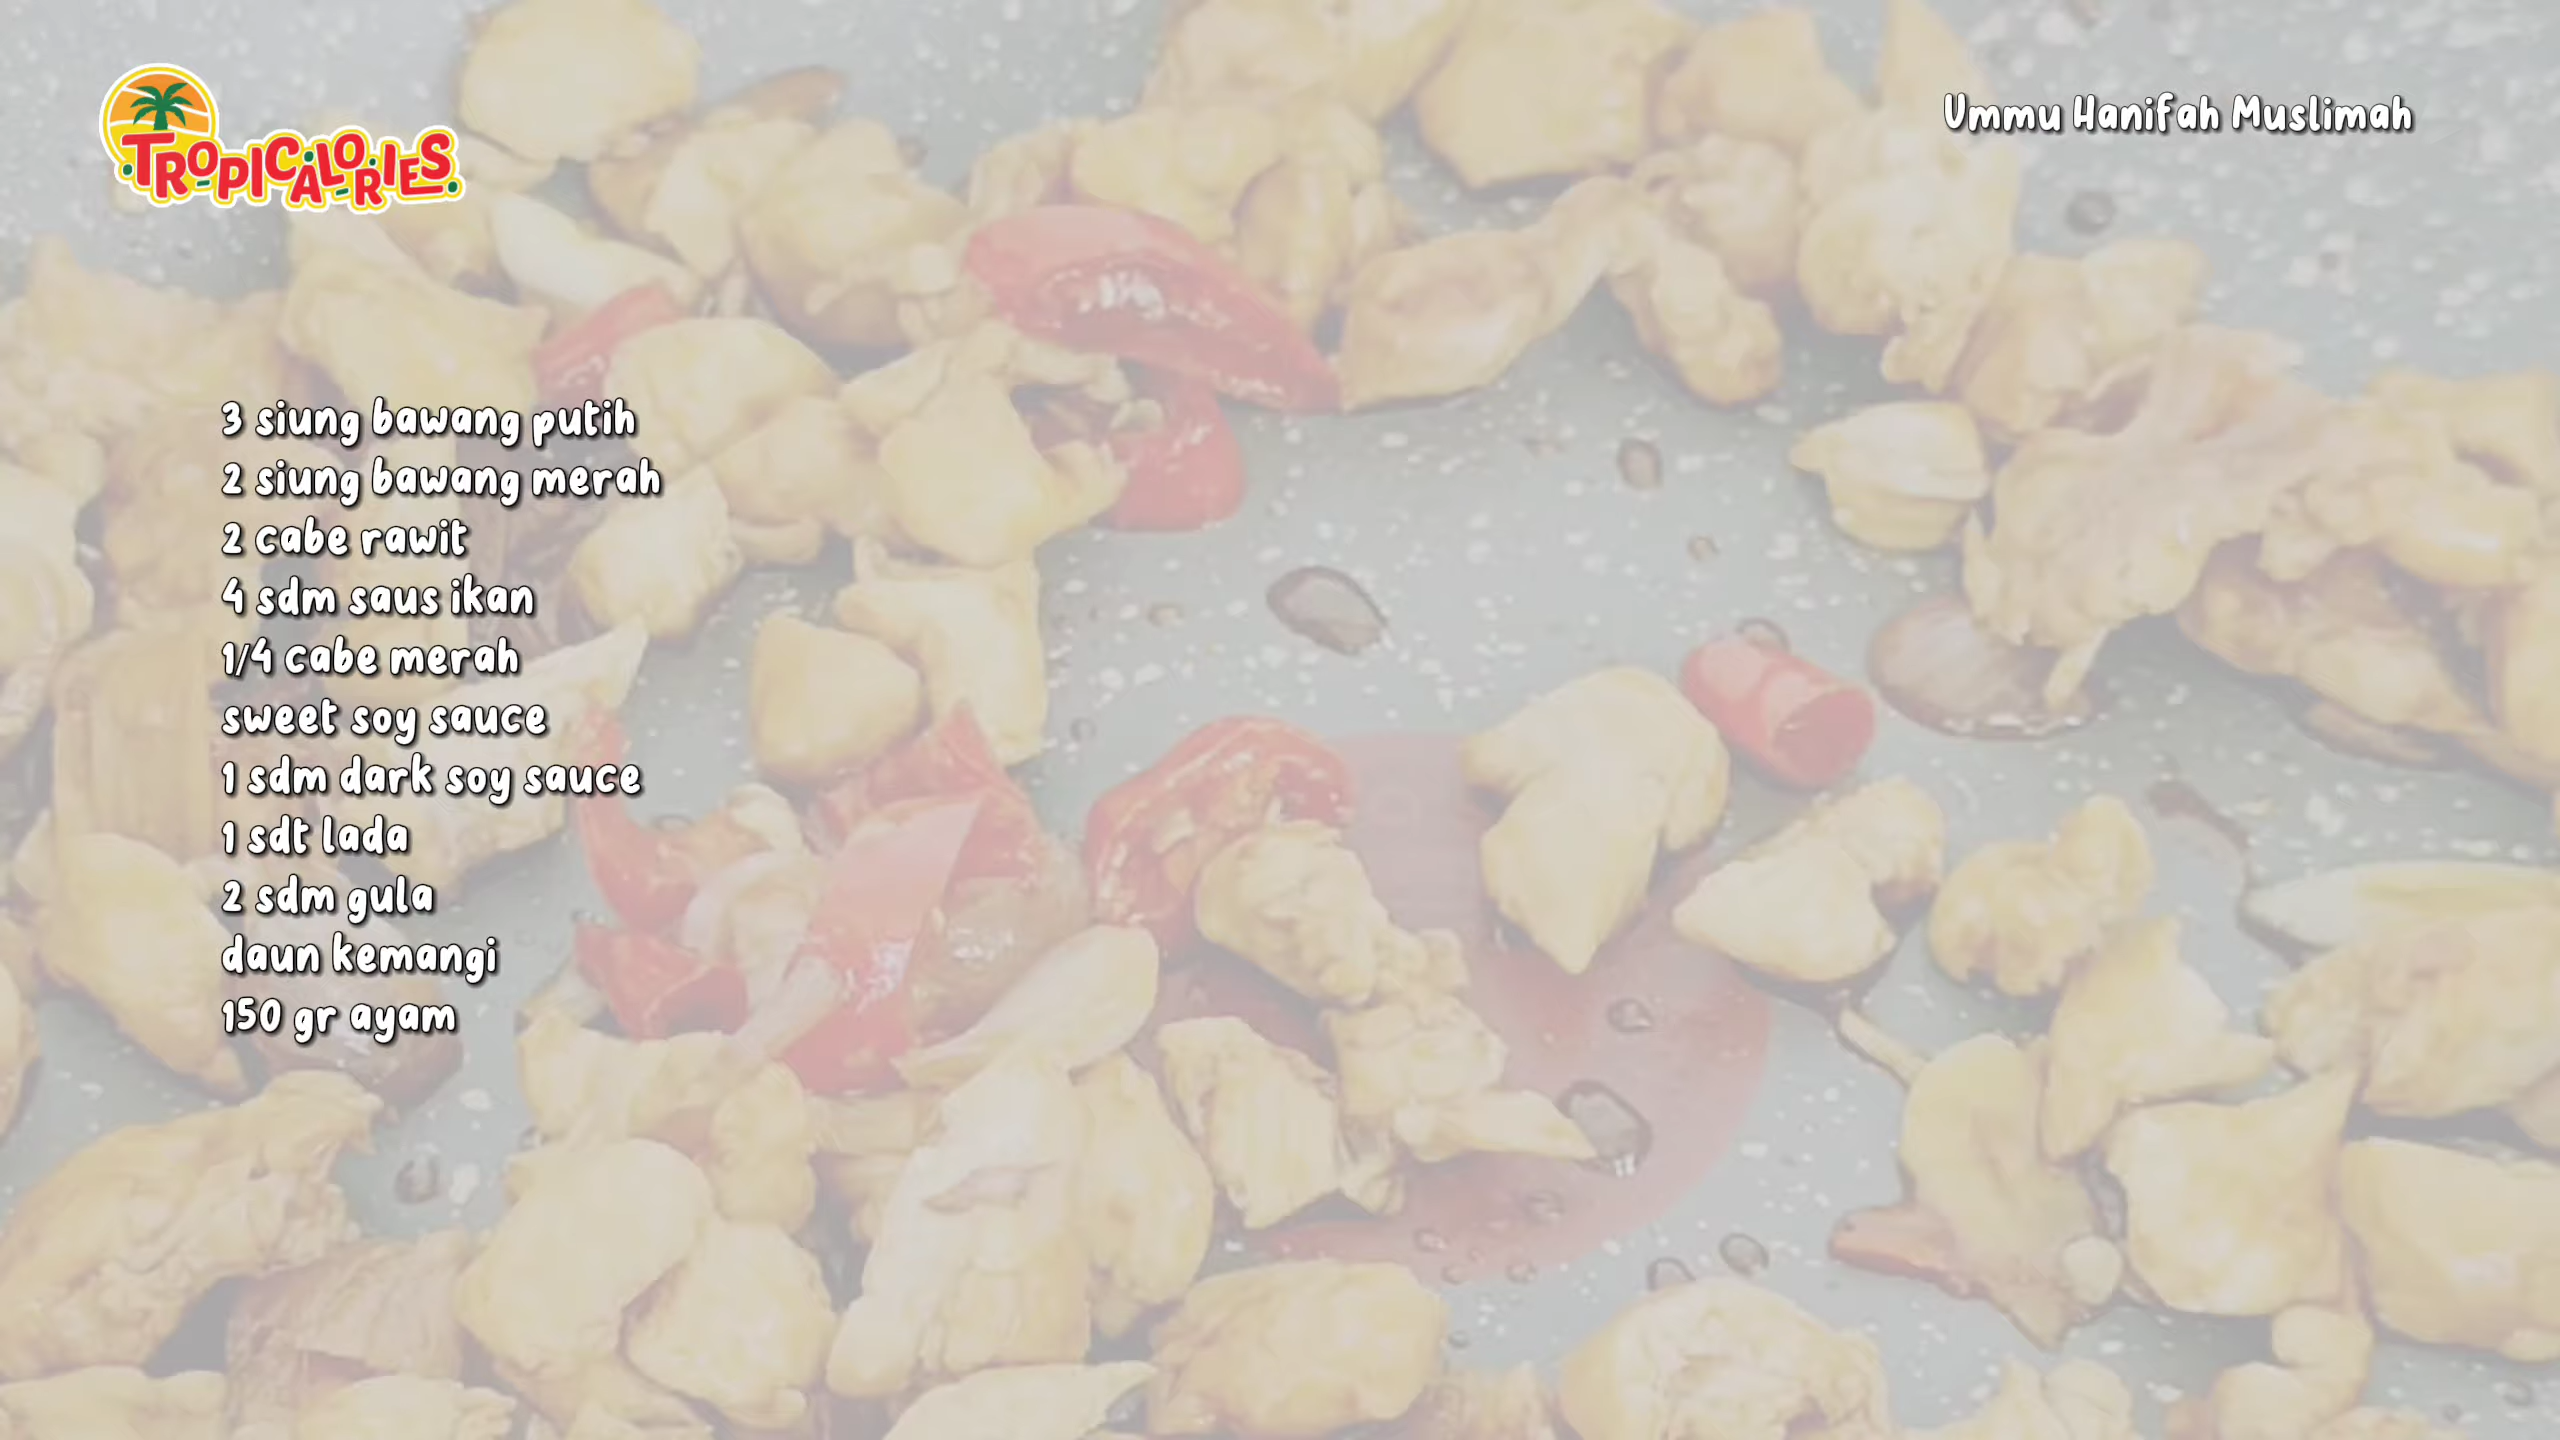 TROPICALORIES
Ummu Hanifah Muslimah
3 siung bawang putih
2 siung bawang merah
2 cabe rawit
4 sdm saus ikan
1/4 cabe merah
sweet soy sauce
1 sdm dark soy sauce
1 sdt lada
2 sdm gula
daun kemangi
150 gr ayam